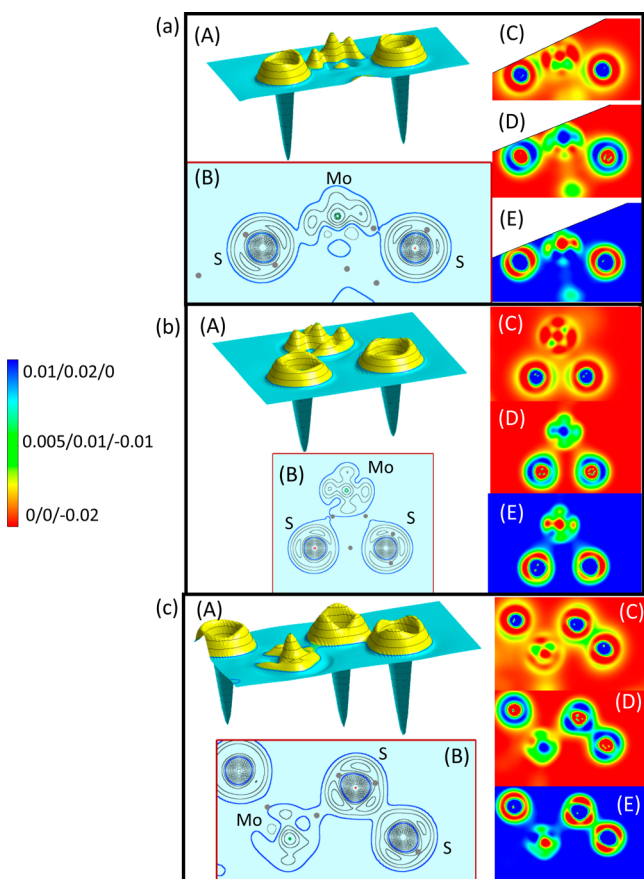 (a)
(A)
(C)
(D)
(B)
Mo
S
S
(E)
(b)
(A)
(C)
0.01/0.02/0
0.005/0.01/-0.01
0/0/-0.02
(D)
(B)
Mo
S
S
(E)
(c)
(A)
(C)
(D)
(B)
S
Mo
S
(E)